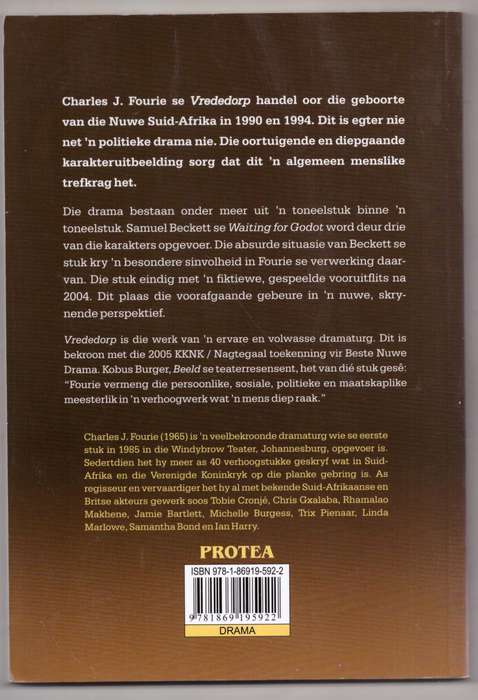 Charles J. Fourie se Vrededorp handel oor die geboorte
van die Nuwe Suid-Afrika in 1990 en 1994. Dit is egter nie
net 'n politieke drama nie. Die oortuigende en diepgaande
karakteruitbeelding sorg dat dit 'n algemeen menslike
trefkrag het.
Die drama bestaan onder meer uit 'n toneelstuk binne 'n
toneelstuk. Samuel Beckett se Waiting for Godot word deur drie
van die karakters opgevoer. Die absurde situasie van Beckett se
stuk kry 'n besondere sinvolheid in Fourie se verwerking daar-
van. Die stuk eindig met 'n fiktiewe, gespeelde vooruitflits na
2004. Dit plaas die voorafgaande gebeure in 'n nuwe, skry-
nende perspektief.
Vrededorp is die werk van 'n ervare en volwasse dramaturg. Dit is
bekroon met die 2005 KKNK / Nagtegaal toekenning vir Beste Nuwe
Drama. Kobus Burger, Beeld se teaterresensent, het van dié stuk gesê:
"Fourie vermeng die persoonlike, sosiale, politieke en maatskaplike
meesterlik in 'n verhoogwerk wat 'n mens diep raak."
Charles J. Fourie (1965) is 'n veelbekroonde dramaturg wie se eerste
stuk in 1985 in die Windybrow Teater, Johannesburg, opgevoer is.
Sedertdien het hy meer as 40 verhoogstukke geskryf wat in Suid-
Afrika en die Verenigde Koninkryk op die planke gebring is. As
regisseur en vervaardiger het hy al met bekende Suid-Afrikaanse en
Britse akteurs gewerk soos Tobie Cronjé, Chris Gxalaba, Rhamalao
Makhene, Jamie Bartlett, Michelle Burgess, Trix Pienaar, Linda
Marlowe, Samantha Bond en Ian Harry.
PROTEA
ISBN 978-1-86919-592-2
9 781869 195922
DRAMA